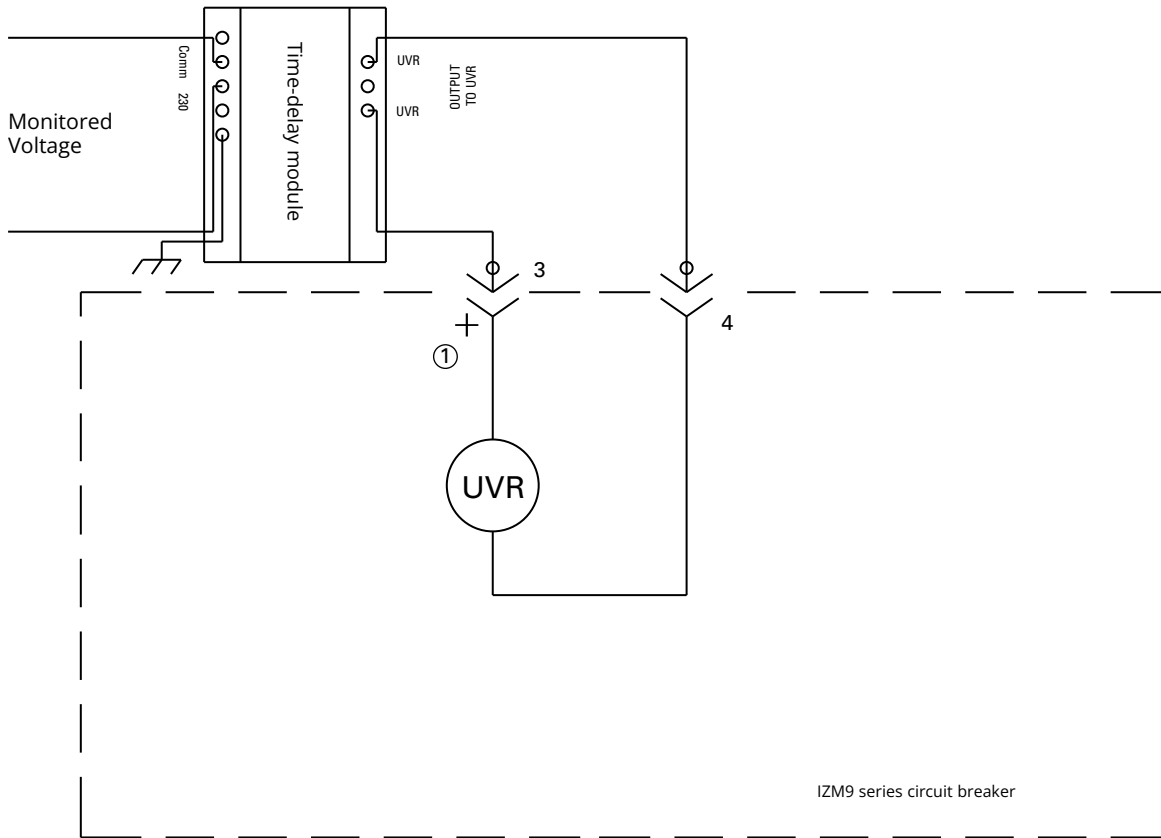 Comm
230
Time-delay module
UVR
UVR
OUTPUT
TO UVR
Monitored
Voltage
3
4
+
①
UVR
IZM9 series circuit breaker